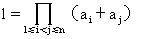 1 = ∏ (a_i + a_j)
1≤i<j≤n